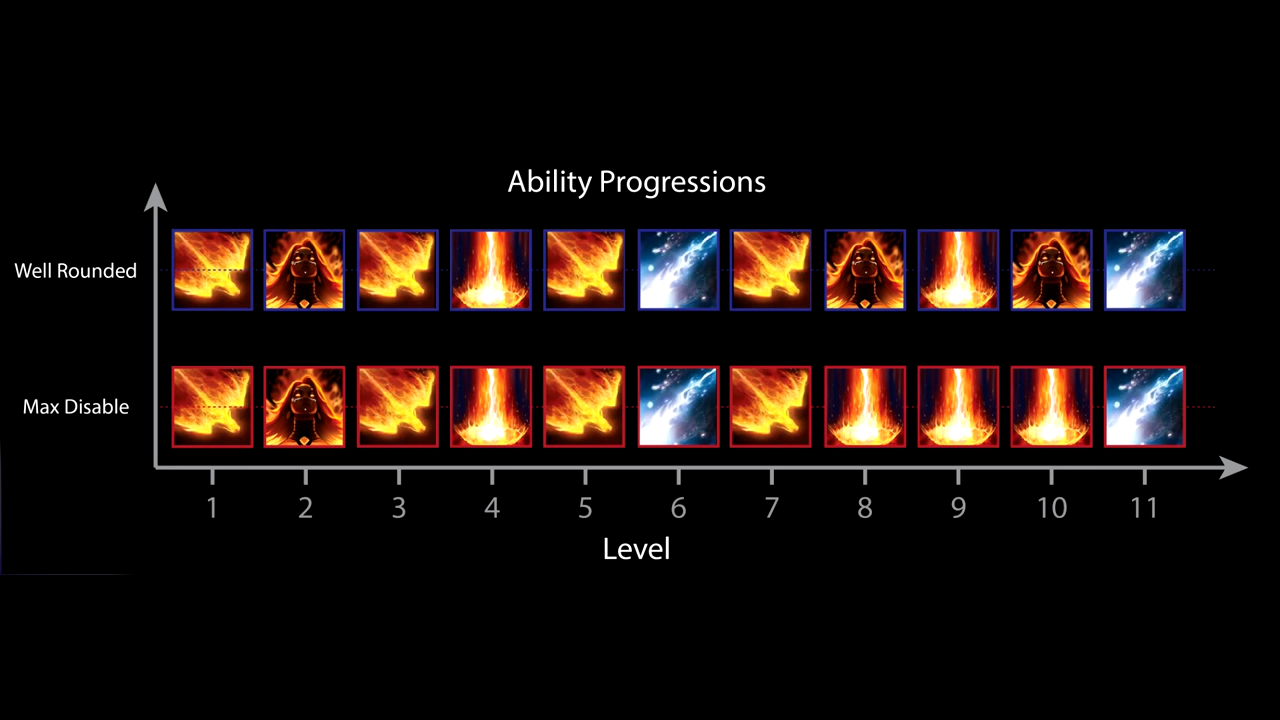 Ability Progressions
Well Rounded
Max Disable
1 2 3 4 5 6 7 8 9 10 11
Level